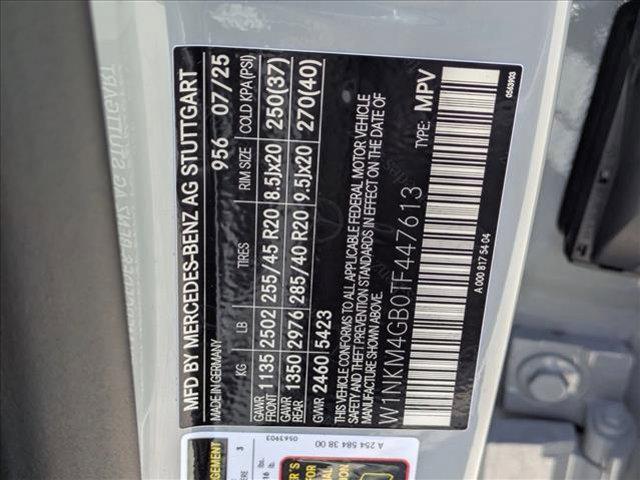 MFD BY MERCEDES-BENZ AG STUTTGART
MADE IN GERMANY 956 07/25
KG LB TIRES RIM SIZE COLD KPA(PSI)
GAWR FRONT 1135 2502 255/45 R20 8.5Jx20 250(37)
GAWR REAR 1350 2976 285/40 R20 9.5Jx20 270(40)
GWR 2460 5423
THIS VEHICLE CONFORMS TO ALL APPLICABLE FEDERAL MOTOR VEHICLE
SAFETY AND THEFT PREVENTION STANDARDS IN EFFECT ON THE DATE OF
MANUFACTURE SHOWN ABOVE.
W1NKM4GB0TF447613 TYPE: MPV
A 000 817 54 04
0563903
A 254 584 38 00
0563903